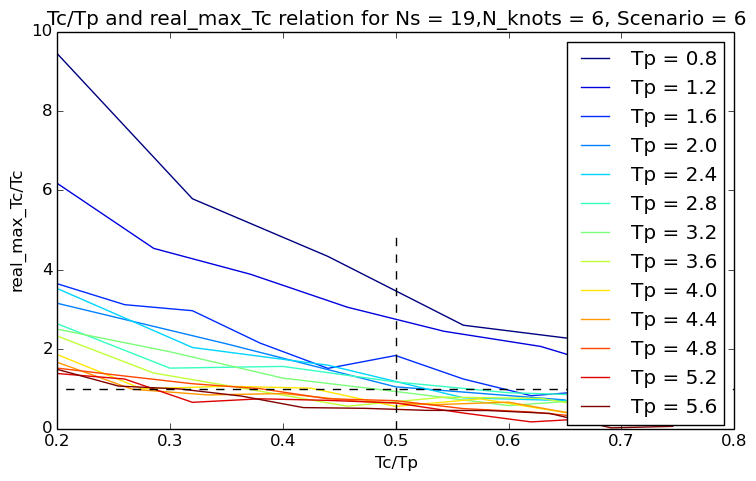 Tc/Tp and real_max_Tc relation for Ns = 19,N_knots = 6, Scenario = 6
10
8
6
4
2
0
real_max_Tc/Tc
Tp = 0.8
Tp = 1.2
Tp = 1.6
Tp = 2.0
Tp = 2.4
Tp = 2.8
Tp = 3.2
Tp = 3.6
Tp = 4.0
Tp = 4.4
Tp = 4.8
Tp = 5.2
Tp = 5.6
0.2 0.3 0.4 0.5 0.6 0.7 0.8
Tc/Tp